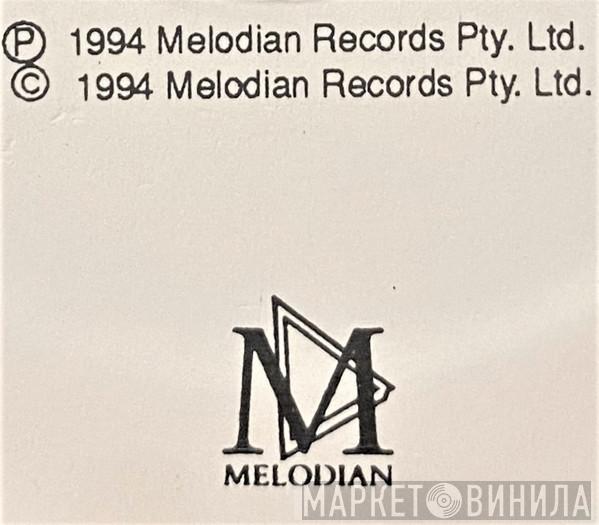 ℗ 1994 Melodian Records Pty. Ltd.
© 1994 Melodian Records Pty. Ltd.
M
MELODIAN
МАРКЕТ ВИНИЛА